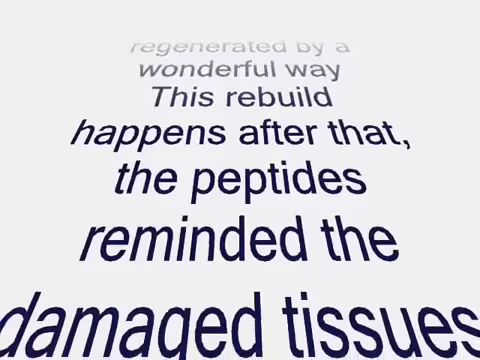 regenerated by a
wonderful way
This rebuild
happens after that,
the peptides
reminded the
damaged tissues